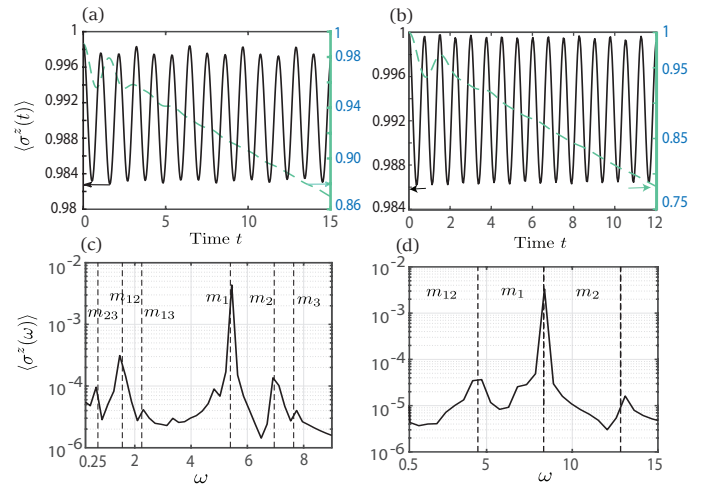 (a)
1
0.996
0.992
0.988
0.984
0.98
0.98
0.94
0.90
0.86
0
5
10
15
Time t
⟨σ^z(t)⟩
(b)
1
0.996
0.992
0.988
0.984
1
0.95
0.85
0.75
0
2
4
6
8
10
12
Time t
(c)
10^-2
10^-3
10^-4
10^-5
10^-6
m_23
m_12
m_13
m_1
m_2
m_3
0.25
2
4
6
8
ω
⟨σ^z(ω)⟩
(d)
10^-2
10^-3
10^-4
10^-5
10^-6
m_12
m_1
m_2
0.5
5
10
15
ω